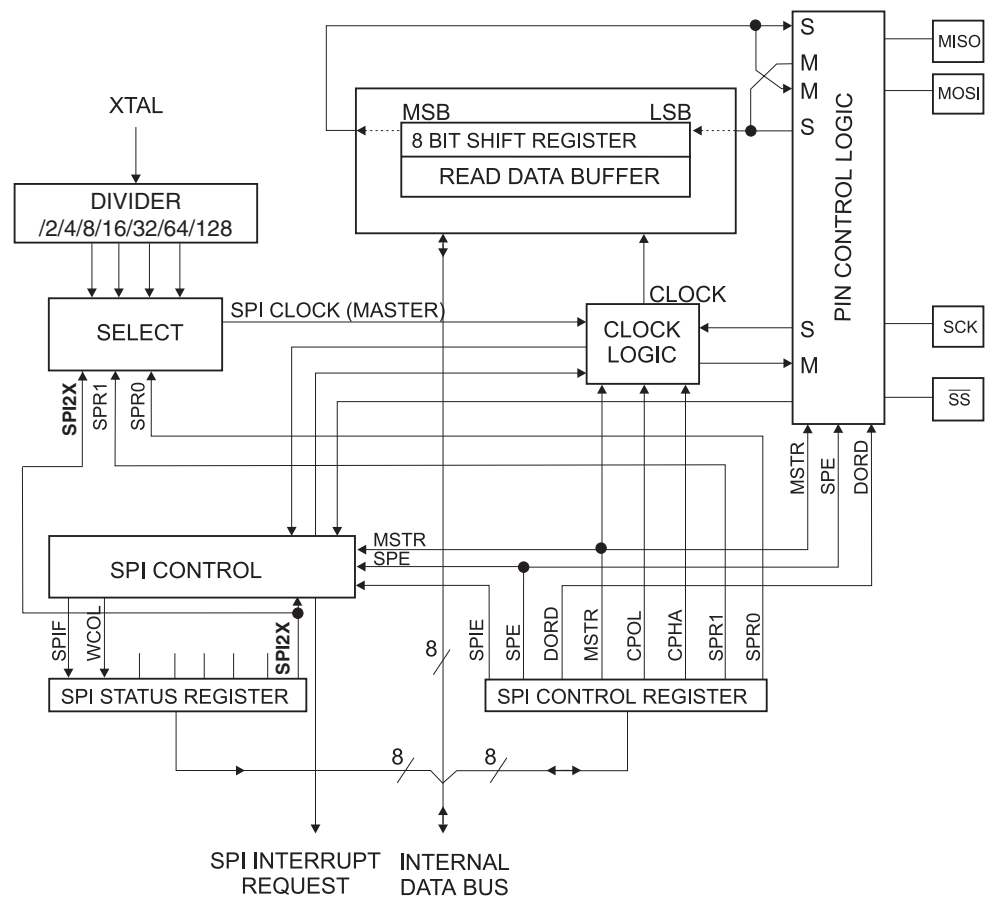 S
MISO
M
M
MOSI
XTAL
MSB
LSB
S
8 BIT SHIFT REGISTER
READ DATA BUFFER
DIVIDER
/2/4/8/16/32/64/128
PIN CONTROL LOGIC
SPI CLOCK (MASTER)
CLOCK
SELECT
CLOCK
LOGIC
S
SCK
M
SPI2X
SPR1
SPR0
SS
MSTR
SPE
DORD
MSTR
SPE
SPI CONTROL
SPIF
WCOL
SPI2X
8
SPIE
SPE
DORD
MSTR
CPOL
CPHA
SPR1
SPR0
SPI STATUS REGISTER
SPI CONTROL REGISTER
8
8
SPI INTERRUPT
REQUEST
INTERNAL
DATA BUS